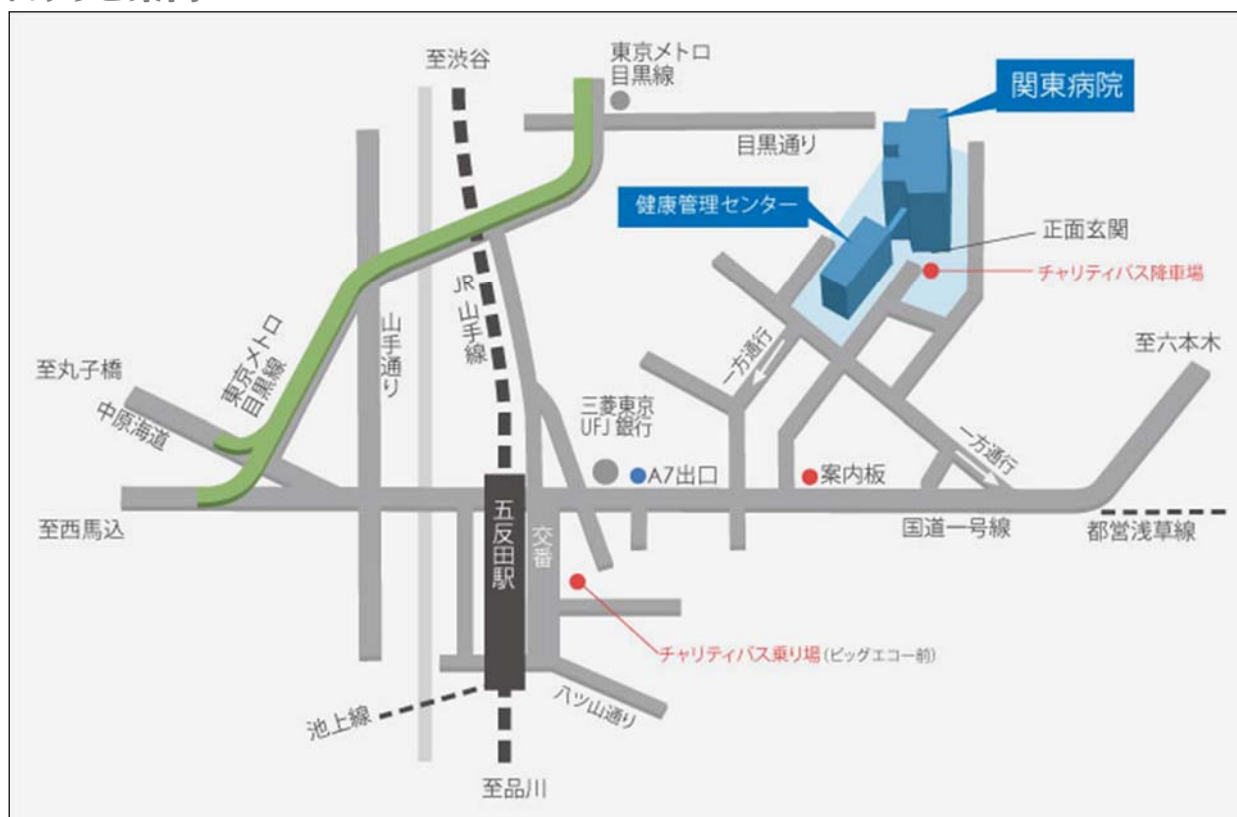 至渋谷
東京メトロ
目黒線
関東病院
目黒通り
健康管理センター
正面玄関
チャリティバス降車場
JR
山手線
山手通り
東京メトロ
目黒線
至丸子橋
中原海道
一方通行
至六本木
三菱東京
UFJ 銀行
A7出口
案内板
一方通行
至西馬込
五反田駅
交番
国道一号線
都営浅草線
チャリティバス乗り場(ビッグエコー前)
池上線
八ツ山通り
至品川